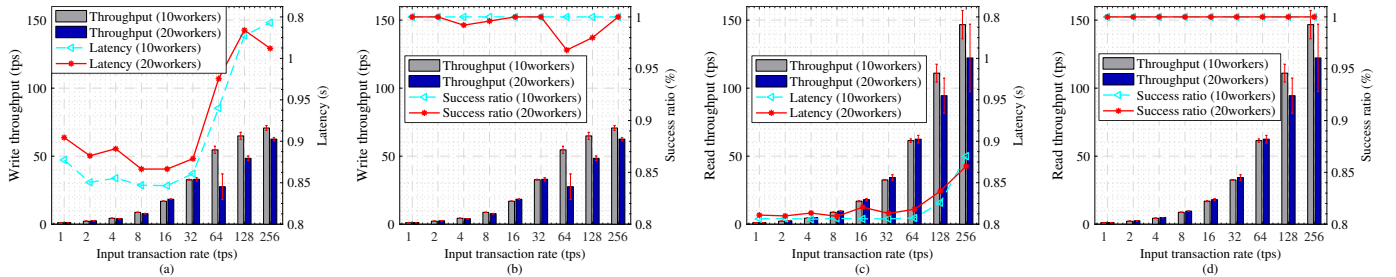 Write throughput (tps)
150
100
50
0
Throughput (10workers)
Throughput (20workers)
Latency (10workers)
Latency (20workers)
0.8
1
0.95
0.9
0.85
0.8
Latency (s)
1 2 4 8 16 32 64 128 256
Input transaction rate (tps)
(a)
Write throughput (tps)
150
100
50
0
Throughput (10workers)
Throughput (20workers)
Success ratio (10workers)
Success ratio (20workers)
1
0.95
0.9
0.85
0.8
Success ratio (%)
1 2 4 8 16 32 64 128 256
Input transaction rate (tps)
(b)
Read throughput (tps)
150
100
50
0
Throughput (10workers)
Throughput (20workers)
Latency (10workers)
Latency (20workers)
0.8
1
0.95
0.9
0.85
0.8
Latency (s)
1 2 4 8 16 32 64 128 256
Input transaction rate (tps)
(c)
Read throughput (tps)
150
100
50
0
Throughput (10workers)
Throughput (20workers)
Success ratio (10workers)
Success ratio (20workers)
1
0.95
0.9
0.85
0.8
Success ratio (%)
1 2 4 8 16 32 64 128 256
Input transaction rate (tps)
(d)